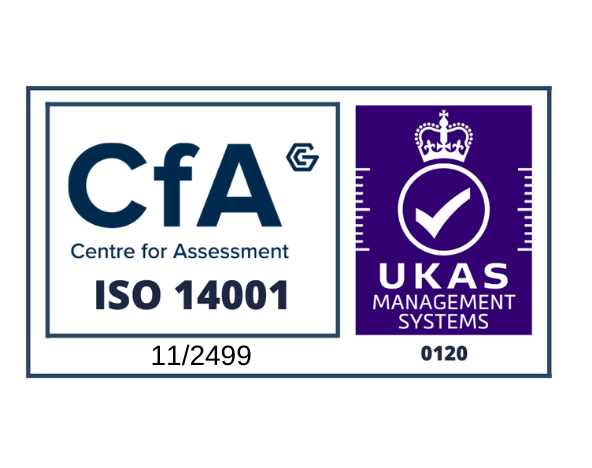 CfA
Centre for Assessment
ISO 14001
11/2499
UKAS
MANAGEMENT
SYSTEMS
0120